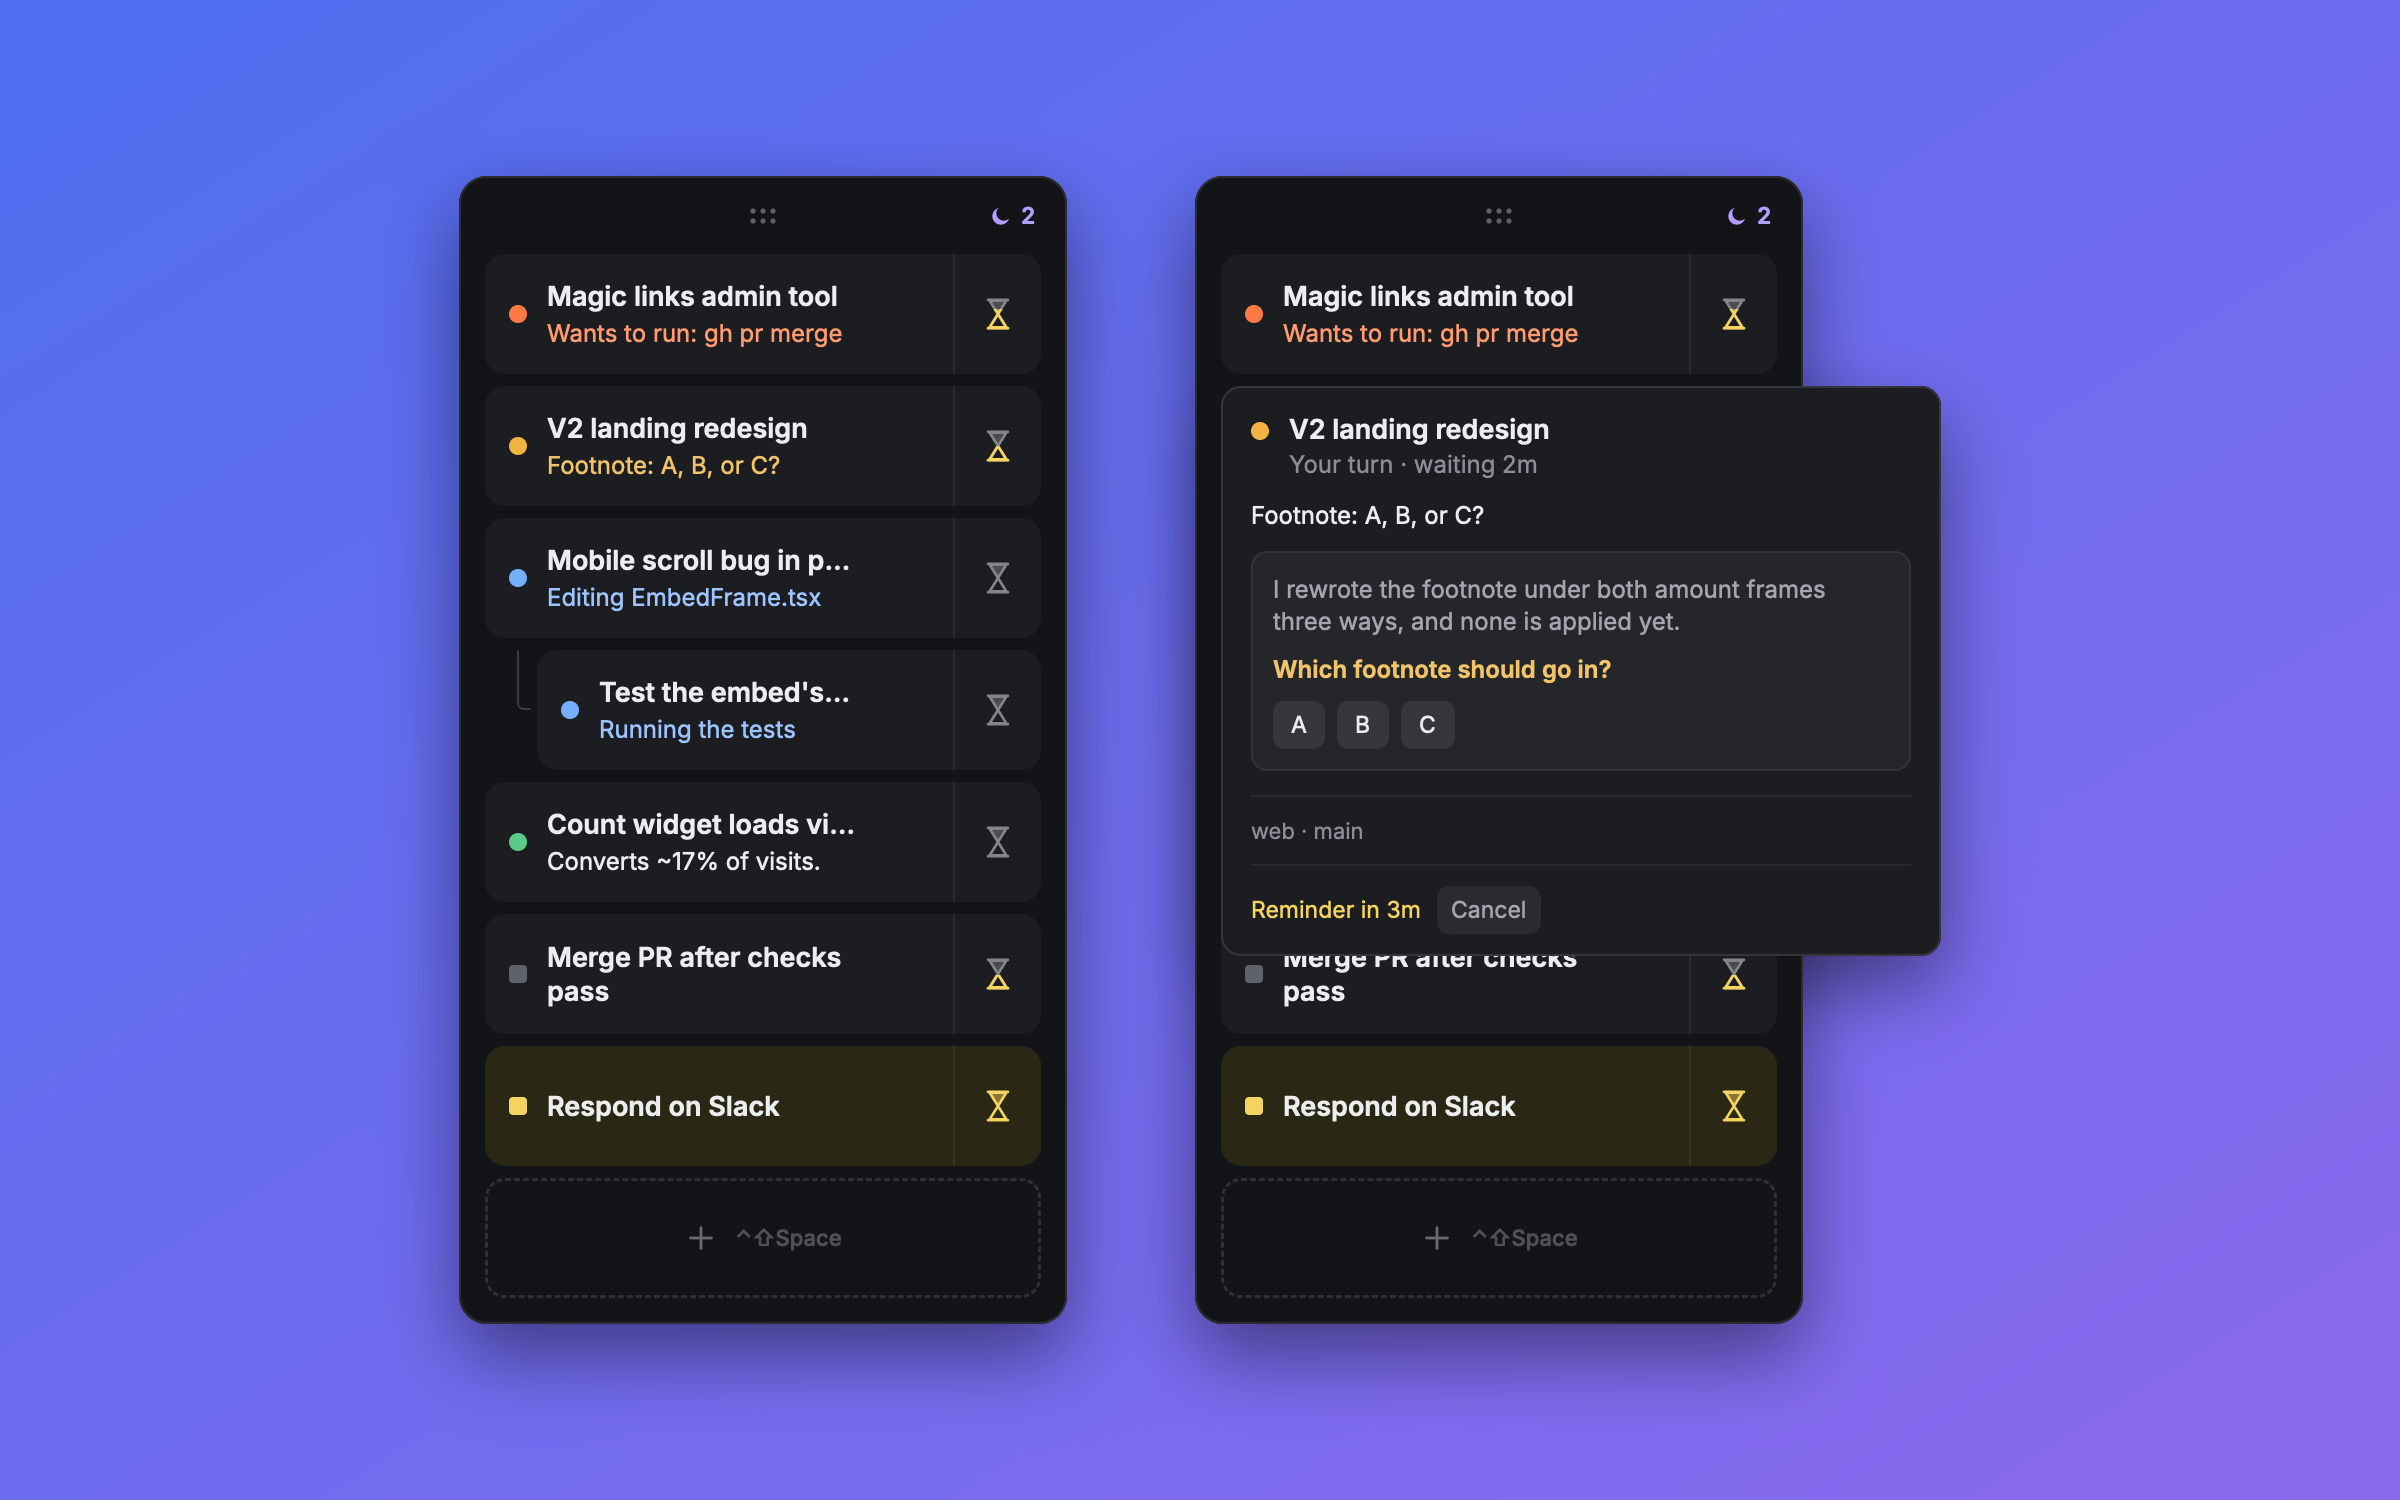 2
Magic links admin tool
Wants to run: gh pr merge
V2 landing redesign
Footnote: A, B, or C?
Mobile scroll bug in p...
Editing EmbedFrame.tsx
Test the embed's...
Running the tests
Count widget loads vi...
Converts ~17% of visits.
Merge PR after checks
pass
Respond on Slack
+ ^⇧Space
2
Magic links admin tool
Wants to run: gh pr merge
V2 landing redesign
Your turn · waiting 2m
Footnote: A, B, or C?
I rewrote the footnote under both amount frames
three ways, and none is applied yet.
Which footnote should go in?
A B C
web · main
Reminder in 3m Cancel
Merge PR after checks
pass
Respond on Slack
+ ^⇧Space